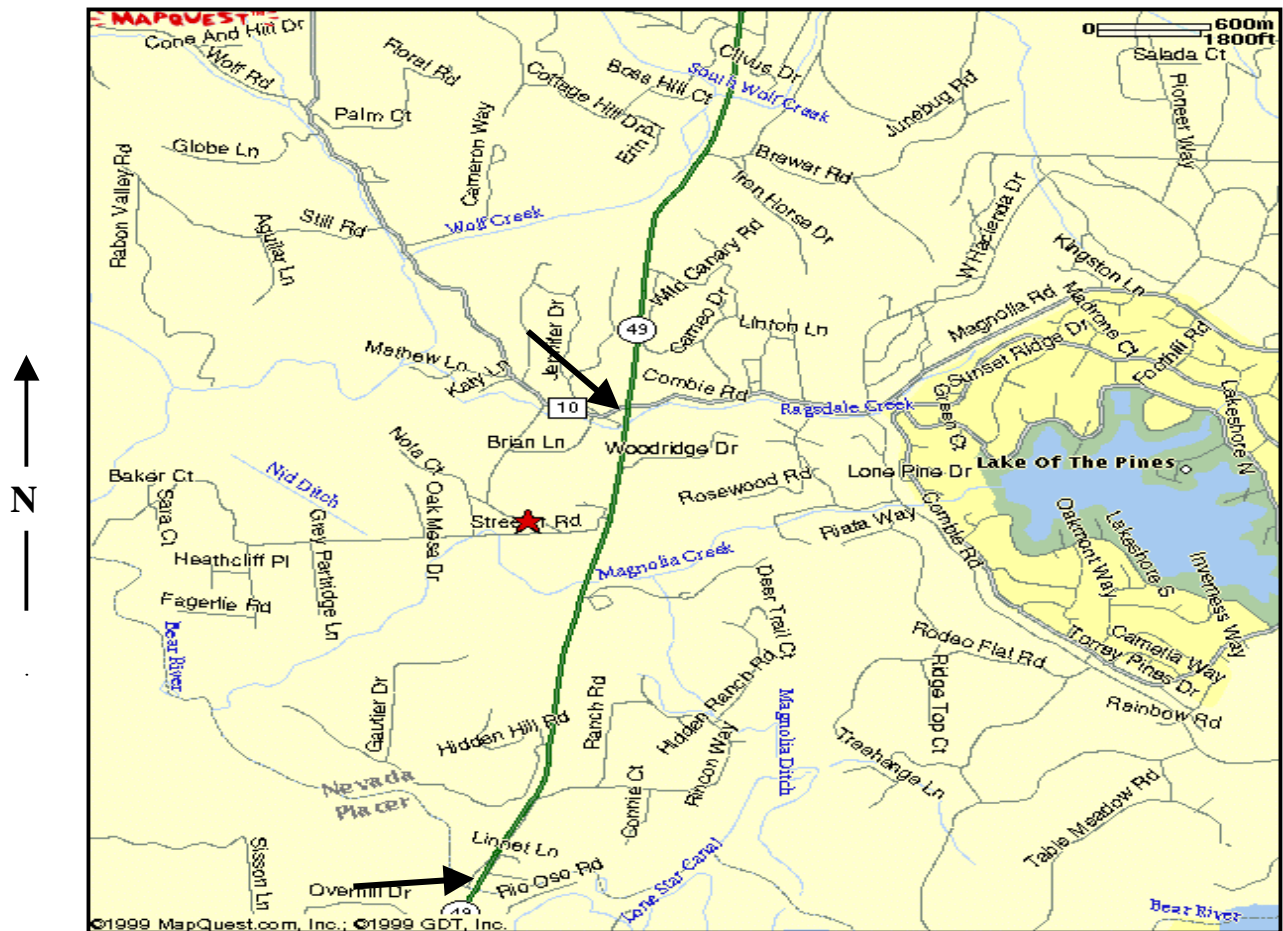 MAPQUEST™
0 600m
1800ft
Cone And Hill Dr
Wolf Rd
Floral Rd
Clivus Dr
Salada Ct
Boss Hill Ct
South Wolf Creek
Cottage Hill Dr
Junebug Rd
Pioneer Way
Palm Ct
Cameron Way
Erin Pl
Globe Ln
Brewer Rd
Rabon Valley Rd
Iron Horse Dr
W Hacienda Dr
Still Rd
Wolf Creek
Aguilar Ln
Wild Canary Rd
Kingston Ln
Magnolia Rd
Madrone Ct
49
Cameo Dr
Linton Ln
Jennifer Dr
Sunset Ridge Dr
Foothill Rd
Mathew Ln
Katy Ln
Combie Rd
Lakeshore N
10
Ragsdale Creek
Green Ct
Brian Ln
Woodridge Dr
Nola Ct
Lone Pine Dr
Lake Of The Pines
Baker Ct
Nid Ditch
Rosewood Rd
N
Sara Ct
Grey Partridge Ln
Oak Mesa Dr
Riata Way
Combie Rd
Oakmont Way
Lakeshore S
Inverness Way
Heathcliff Pl
Magnolia Creek
Fagerlie Rd
Deer Trail Ct
Bear River
Rodeo Flat Rd
Camelia Way
Torrey Pines Dr
Gautier Dr
Ranch Rd
Hidden Ranch Rd
Ridge Top Ct
Rainbow Rd
Hidden Hill Rd
Magnolia Ditch
Rincon Way
Treehange Ln
Nevada
Placer
Connie Ct
Table Meadow Rd
Linnet Ln
Sisson Ln
Overhill Dr
Rio Oso Rd
Lone Star Canal
49
Bear River
©1999 MapQuest.com, Inc.; ©1999 GDT, Inc.